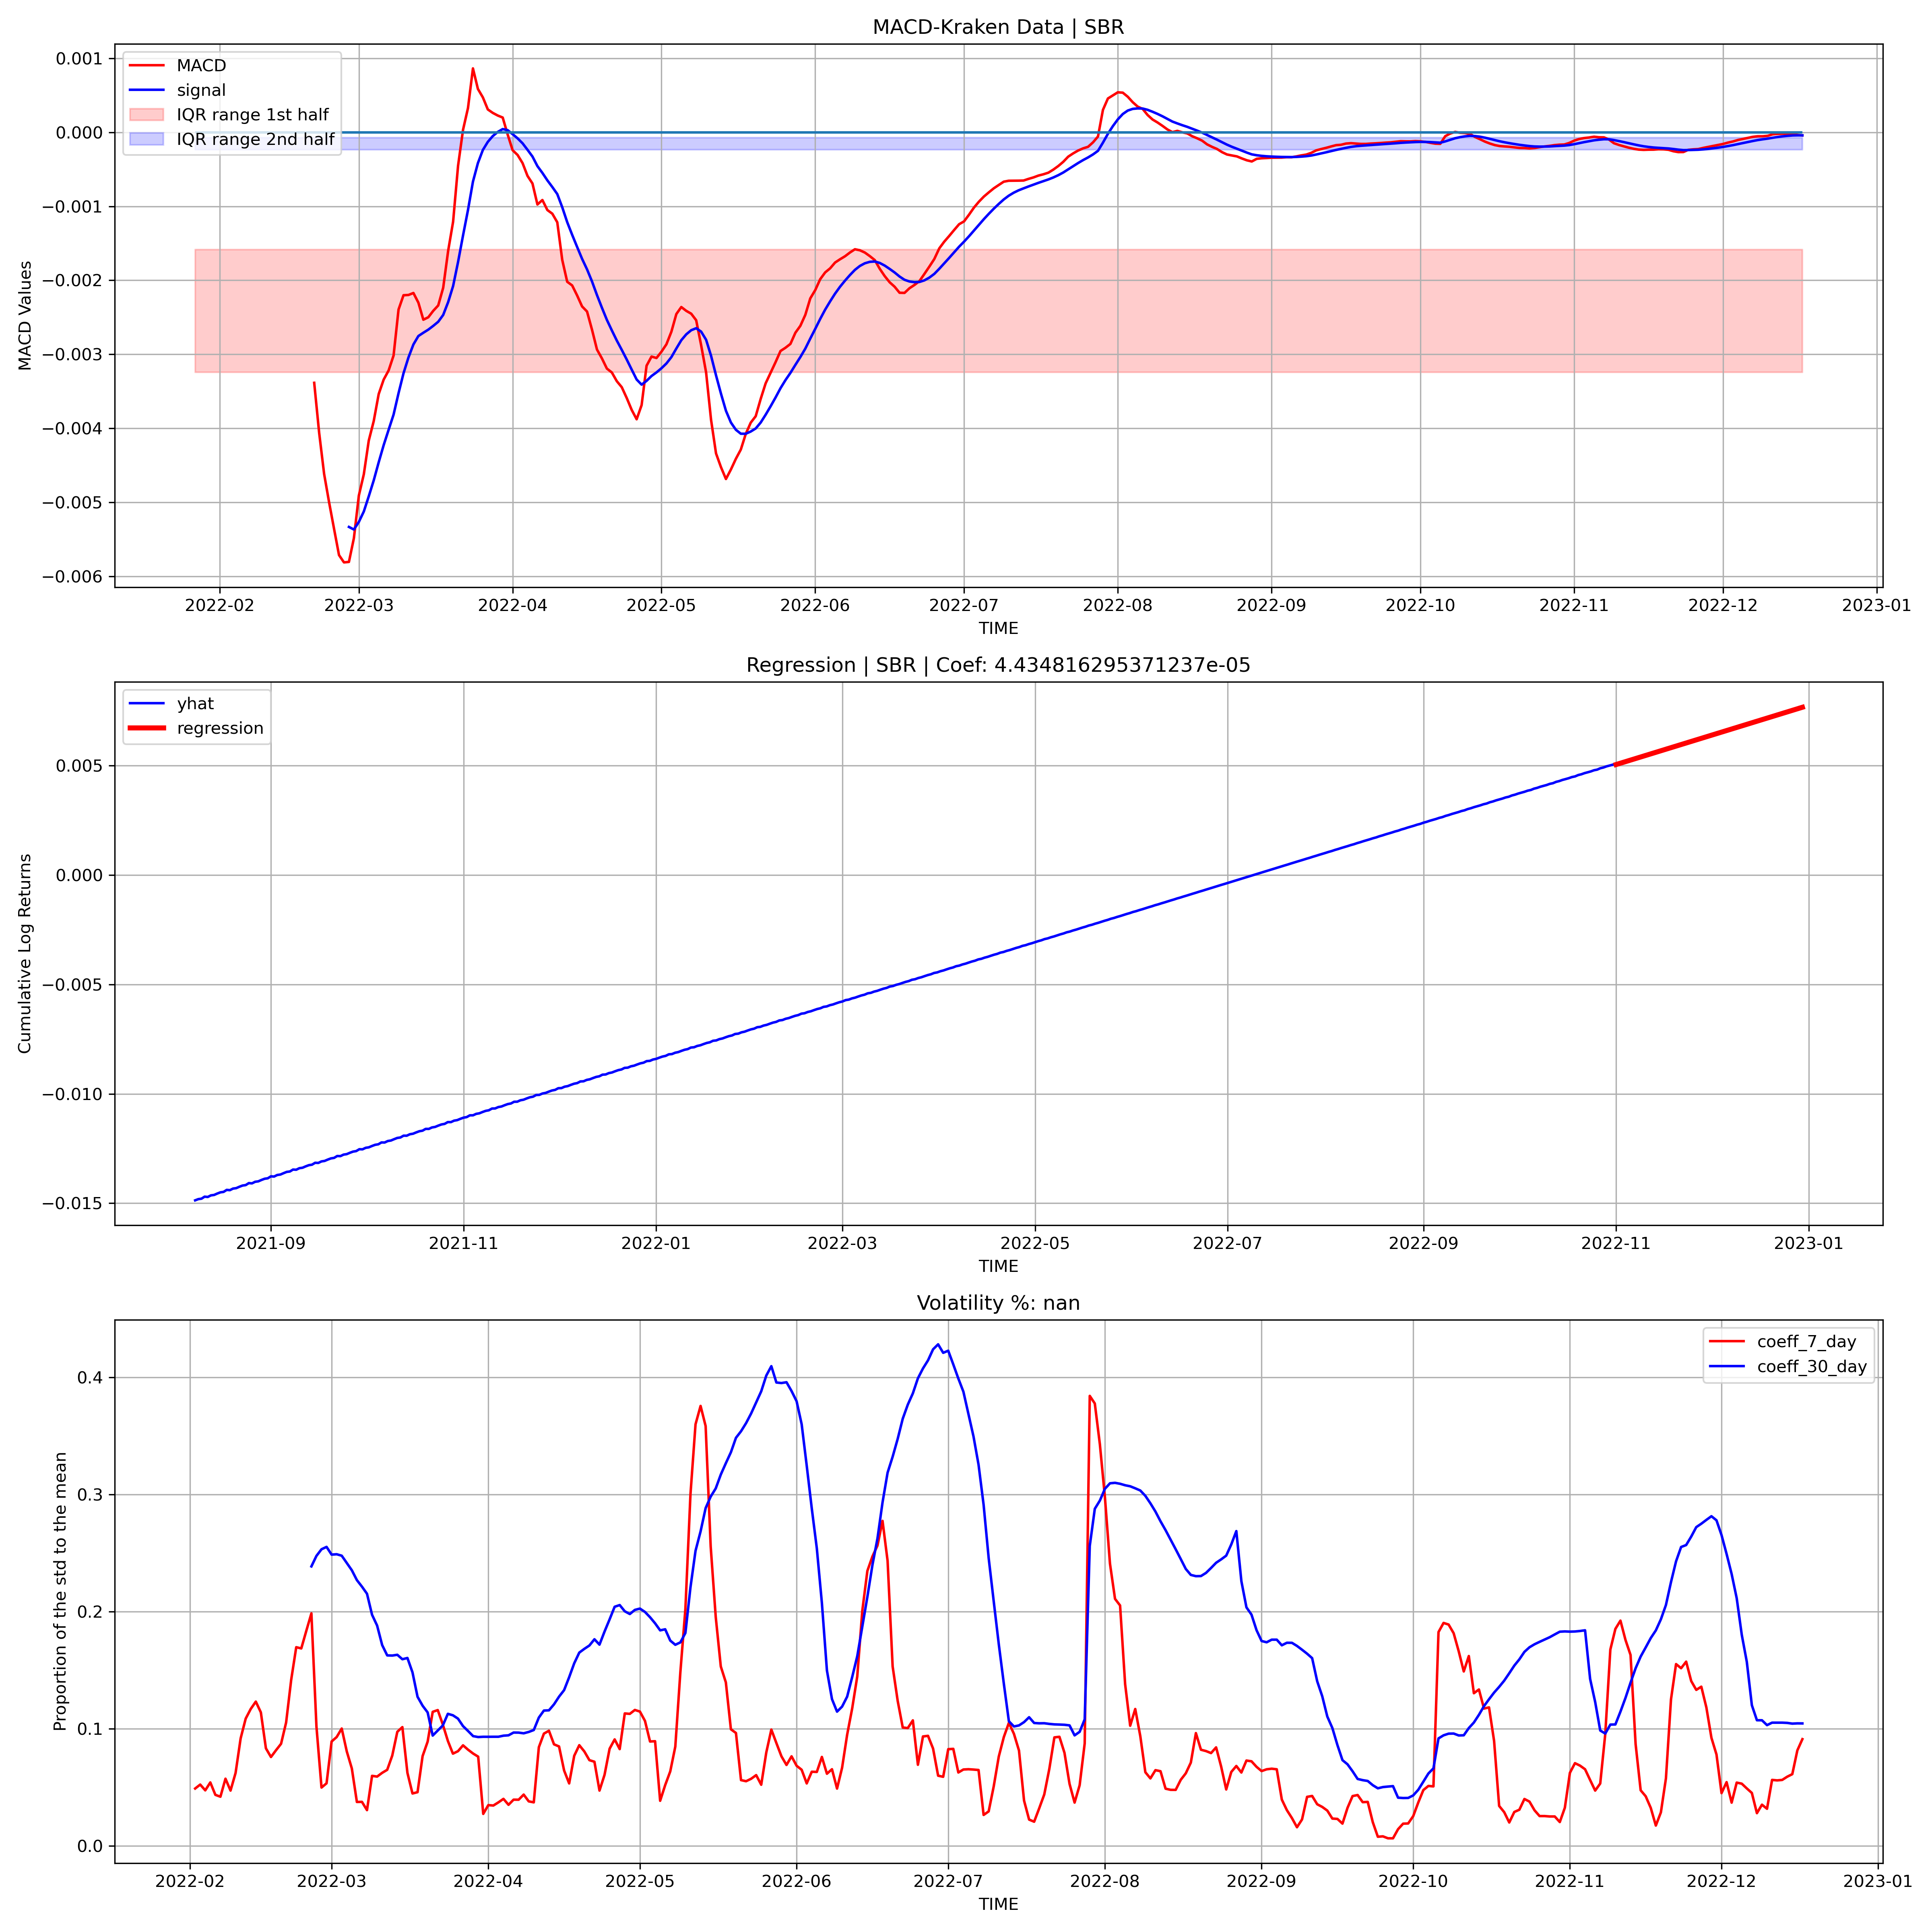 MACD-Kraken Data | SBR
MACD
signal
IQR range 1st half
IQR range 2nd half
0.001
0.000
−0.001
−0.002
−0.003
−0.004
−0.005
−0.006
MACD Values
2022-02 2022-03 2022-04 2022-05 2022-06 2022-07 2022-08 2022-09 2022-10 2022-11 2022-12 2023-01
TIME
Regression | SBR | Coef: 4.434816295371237e-05
yhat
regression
0.005
0.000
−0.005
−0.010
−0.015
Cumulative Log Returns
2021-09 2021-11 2022-01 2022-03 2022-05 2022-07 2022-09 2022-11 2023-01
TIME
Volatility %: nan
coeff_7_day
coeff_30_day
0.4
0.3
0.2
0.1
0.0
Proportion of the std to the mean
2022-02 2022-03 2022-04 2022-05 2022-06 2022-07 2022-08 2022-09 2022-10 2022-11 2022-12 2023-01
TIME